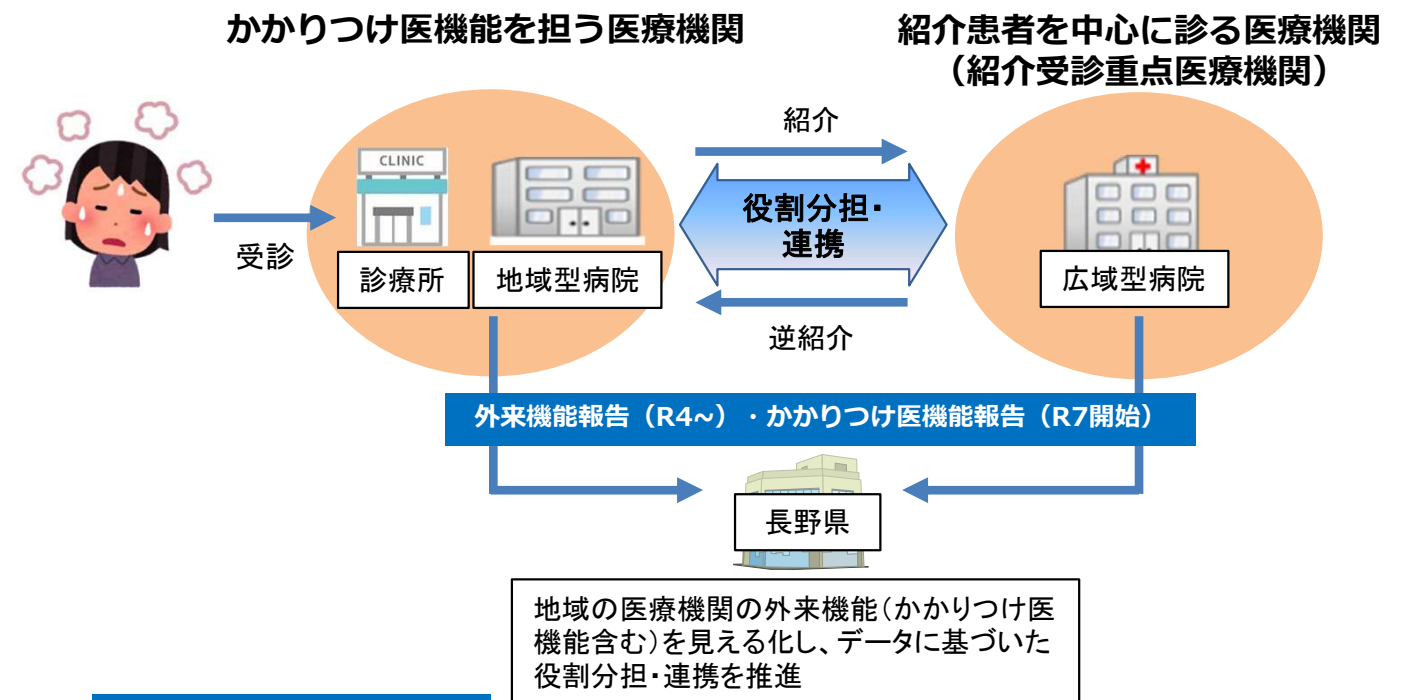 かかりつけ医機能を担う医療機関
紹介患者を中心に診る医療機関
（紹介受診重点医療機関）
紹介
CLINIC
役割分担・
連携
受診
診療所
地域型病院
広域型病院
逆紹介
外来機能報告（R4~）・かかりつけ医機能報告（R7開始）
長野県
地域の医療機関の外来機能（かかりつけ医
機能含む）を見える化し、データに基づいた
役割分担・連携を推進